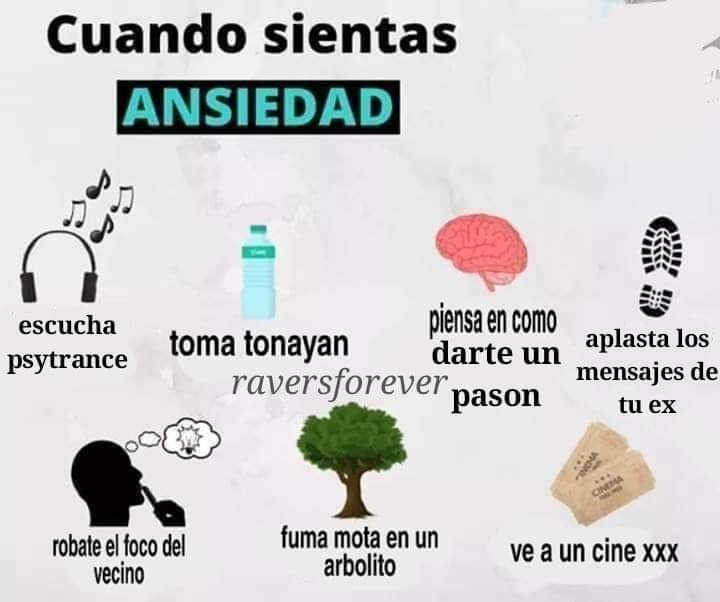 Cuando sientas
ANSIEDAD
escucha
psytrance
toma tonayan
piensa en como
darte un
pason
aplasta los
mensajes de
tu ex
raversforever
robate el foco del
vecino
fuma mota en un
arbolito
CINEMA
CINEMA
ve a un cine xxx